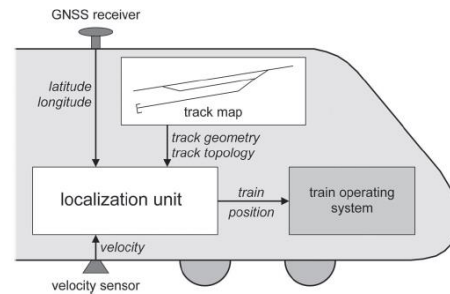 GNSS receiver
latitude
longitude
track map
track geometry
track topology
localization unit
train
position
train operating
system
velocity
velocity sensor